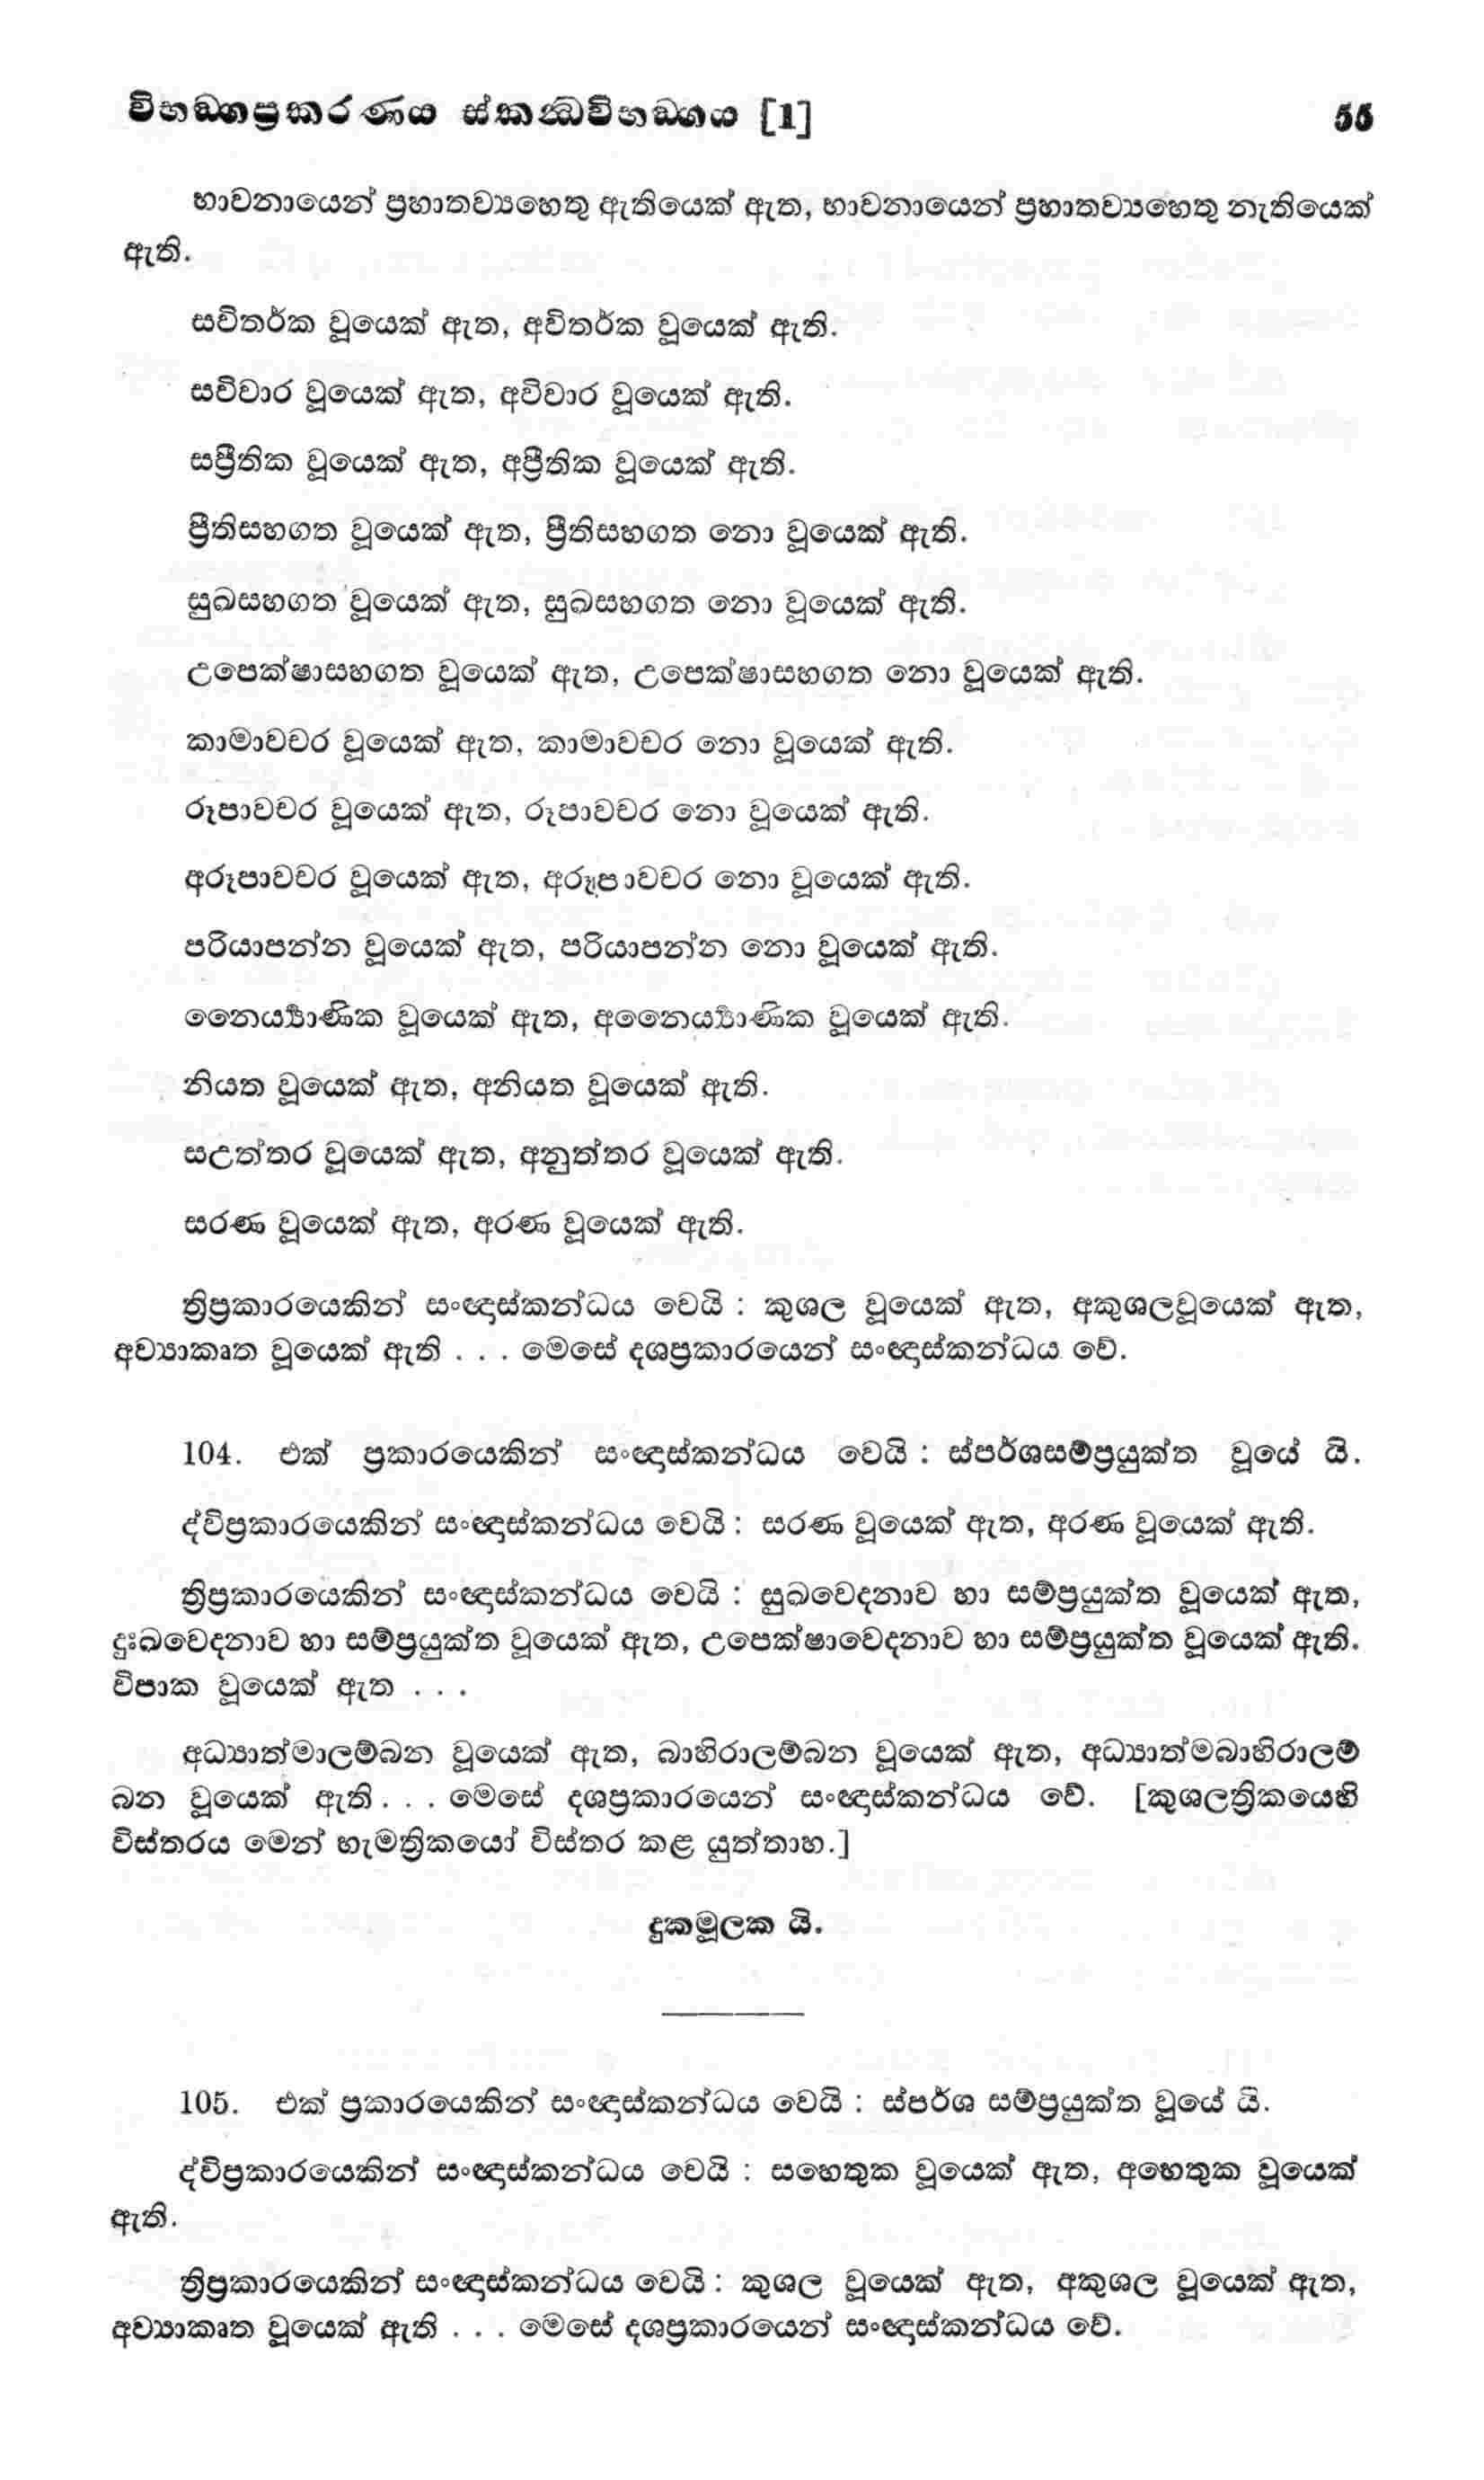 විභඞ්ගප්‍රකරණය ස්කන්ධවිභඞ්ගය [1] 55
භාවනායෙන් ප්‍රහාතව්‍යහෙතු ඇතියෙක් ඇත, භාවනායෙන් ප්‍රහාතව්‍යහෙතු නැතියෙක්
ඇති.
සවිතර්ක වූයෙක් ඇත, අවිතර්ක වූයෙක් ඇති.
සවිචාර වූයෙක් ඇත, අවිචාර වූයෙක් ඇති.
සප්‍රීතික වූයෙක් ඇත, අප්‍රීතික වූයෙක් ඇති.
ප්‍රීතිසහගත වූයෙක් ඇත, ප්‍රීතිසහගත නො වූයෙක් ඇති.
සුඛසහගත වූයෙක් ඇත, සුඛසහගත නො වූයෙක් ඇති.
උපෙක්ෂාසහගත වූයෙක් ඇත, උපෙක්ෂාසහගත නො වූයෙක් ඇති.
කාමාවචර වූයෙක් ඇත, කාමාවචර නො වූයෙක් ඇති.
රූපාවචර වූයෙක් ඇත, රූපාවචර නො වූයෙක් ඇති.
අරූපාවචර වූයෙක් ඇත, අරූපාවචර නො වූයෙක් ඇති.
පරියාපන්න වූයෙක් ඇත, පරියාපන්න නො වූයෙක් ඇති.
නෛර්‍ය්‍යාණික වූයෙක් ඇත, අනෛර්‍ය්‍යාණික වූයෙක් ඇති.
නියත වූයෙක් ඇත, අනියත වූයෙක් ඇති.
සඋත්තර වූයෙක් ඇත, අනුත්තර වූයෙක් ඇති.
සරණ වූයෙක් ඇත, අරණ වූයෙක් ඇති.
ත්‍රිප්‍රකාරයෙකින් සංඥාස්කන්ධය වෙයි : කුශල වූයෙක් ඇත, අකුශලවූයෙක් ඇත,
අව්‍යාකෘත වූයෙක් ඇති . . . මෙසේ දශප්‍රකාරයෙන් සංඥාස්කන්ධය වේ.
104. එක් ප්‍රකාරයෙකින් සංඥාස්කන්ධය වෙයි : ස්පර්ශසම්ප්‍රයුක්ත වූයේ යි.
ද්විප්‍රකාරයෙකින් සංඥාස්කන්ධය වෙයි : සරණ වූයෙක් ඇත, අරණ වූයෙක් ඇති.
ත්‍රිප්‍රකාරයෙකින් සංඥාස්කන්ධය වෙයි : සුඛවෙදනාව හා සම්ප්‍රයුක්ත වූයෙක් ඇත,
දුඃඛවෙදනාව හා සම්ප්‍රයුක්ත වූයෙක් ඇත, උපෙක්ෂාවෙදනාව හා සම්ප්‍රයුක්ත වූයෙක් ඇති.
විපාක වූයෙක් ඇත . . .
අධ්‍යාත්මාලම්බන වූයෙක් ඇත, බාහිරාලම්බන වූයෙක් ඇත, අධ්‍යාත්මබාහිරාලම්
බන වූයෙක් ඇති . . . මෙසේ දශප්‍රකාරයෙන් සංඥාස්කන්ධය වේ. [කුශලත්‍රිකයෙහි
විස්තරය මෙන් හැමත්‍රිකයෝ විස්තර කළ යුත්තාහ.]
දුකමූලක යි.
105. එක් ප්‍රකාරයෙකින් සංඥාස්කන්ධය වෙයි : ස්පර්ශ සම්ප්‍රයුක්ත වූයේ යි.
ද්විප්‍රකාරයෙකින් සංඥාස්කන්ධය වෙයි : සහෙතුක වූයෙක් ඇත, අහෙතුක වූයෙක්
ඇති.
ත්‍රිප්‍රකාරයෙකින් සංඥාස්කන්ධය වෙයි : කුශල වූයෙක් ඇත, අකුශල වූයෙක් ඇත,
අව්‍යාකෘත වූයෙක් ඇති . . . මෙසේ දශප්‍රකාරයෙන් සංඥාස්කන්ධය වේ.